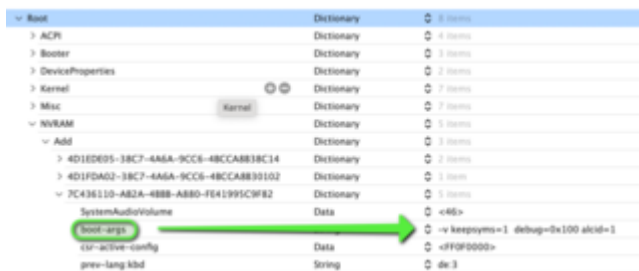 Root Dictionary 8 items
ACPI Dictionary 4 items
Booter Dictionary 3 items
DeviceProperties Dictionary 2 items
Kernel Dictionary 7 items
Misc Dictionary 7 items
Kernel
NVRAM Dictionary 5 items
Add Dictionary 3 items
4D1EDE05-38C7-4A6A-9CC6-4BCCA8B38C14 Dictionary 2 items
4D1FDA02-38C7-4A6A-9CC6-4BCCA8B30102 Dictionary 1 item
7C436110-AB2A-4BBB-A880-FE41995C9F82 Dictionary 5 items
SystemAudioVolume Data <46>
boot-args -v keepsyms=1 debug=0x100 alcid=1
csr-active-config Data <FF0F0000>
prev-lang:kbd String de:3